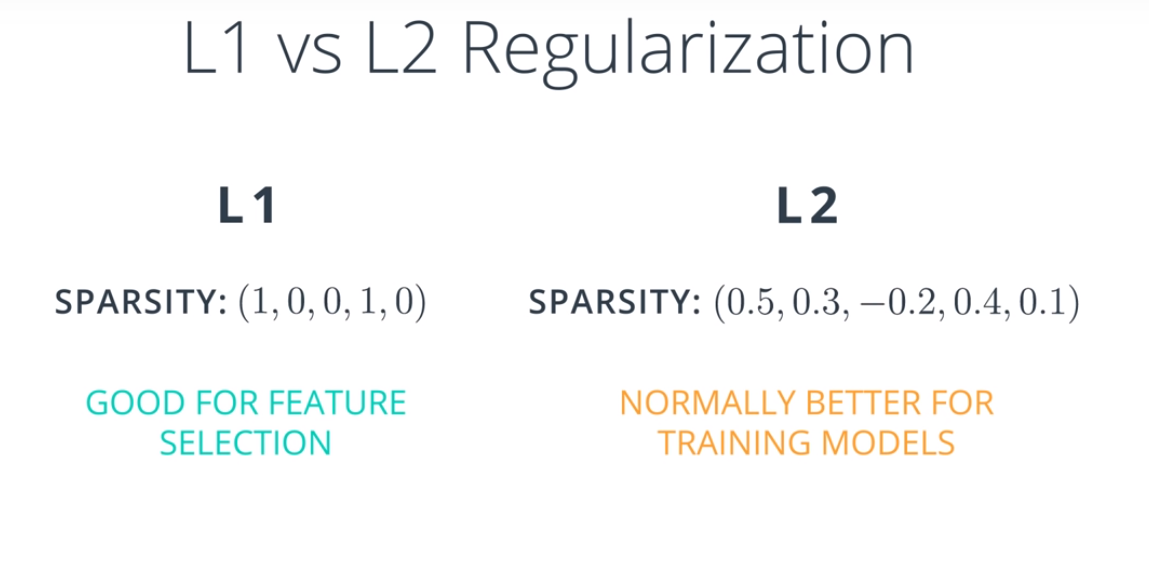 L1 vs L2 Regularization
L1
L2
SPARSITY: (1, 0, 0, 1, 0)
SPARSITY: (0.5, 0.3, −0.2, 0.4, 0.1)
GOOD FOR FEATURE
SELECTION
NORMALLY BETTER FOR
TRAINING MODELS